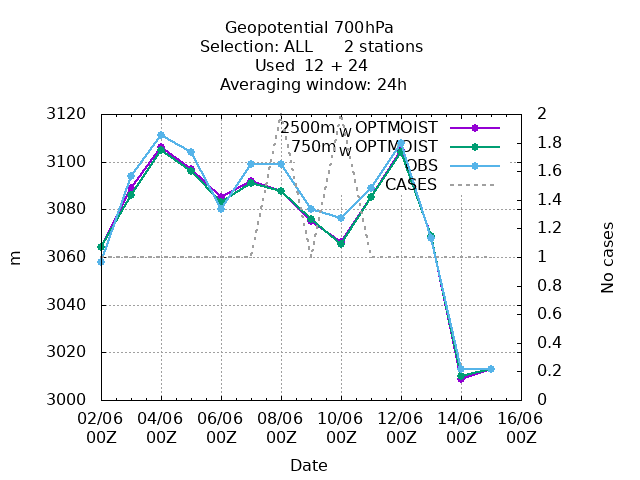 Geopotential 700hPa
Selection: ALL 2 stations
Used 12 + 24
Averaging window: 24h
3120 2
2500m w OPTMOIST
1.8
750m w OPTMOIST
3100 OBS 1.6
CASES
1.4
3080
1.2
m 3060 1 No cases
0.8
3040
0.6
0.4
3020
0.2
3000 0
02/06 04/06 06/06 08/06 10/06 12/06 14/06 16/06
00Z 00Z 00Z 00Z 00Z 00Z 00Z 00Z
Date